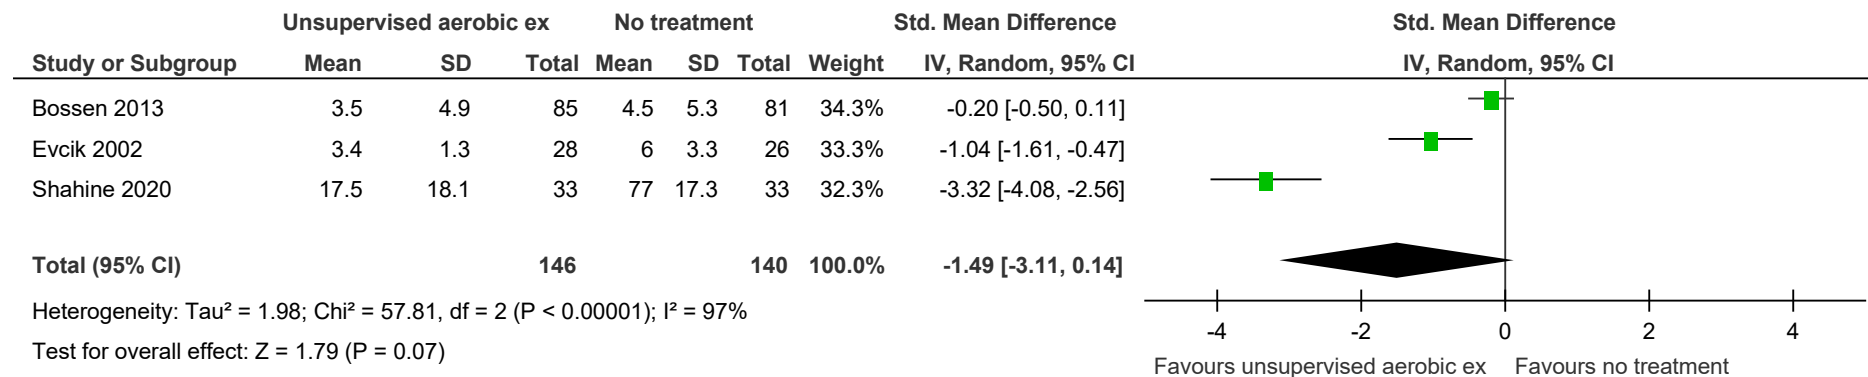 Unsupervised aerobic ex No treatment Std. Mean Difference Std. Mean Difference
Study or Subgroup Mean SD Total Mean SD Total Weight IV, Random, 95% CI IV, Random, 95% CI
Bossen 2013 3.5 4.9 85 4.5 5.3 81 34.3% -0.20 [-0.50, 0.11]
Evcik 2002 3.4 1.3 28 6 3.3 26 33.3% -1.04 [-1.61, -0.47]
Shahine 2020 17.5 18.1 33 77 17.3 33 32.3% -3.32 [-4.08, -2.56]
Total (95% CI) 146 140 100.0% -1.49 [-3.11, 0.14]
Heterogeneity: Tau² = 1.98; Chi² = 57.81, df = 2 (P < 0.00001); I² = 97%
Test for overall effect: Z = 1.79 (P = 0.07)
-4 -2 0 2 4
Favours unsupervised aerobic ex Favours no treatment